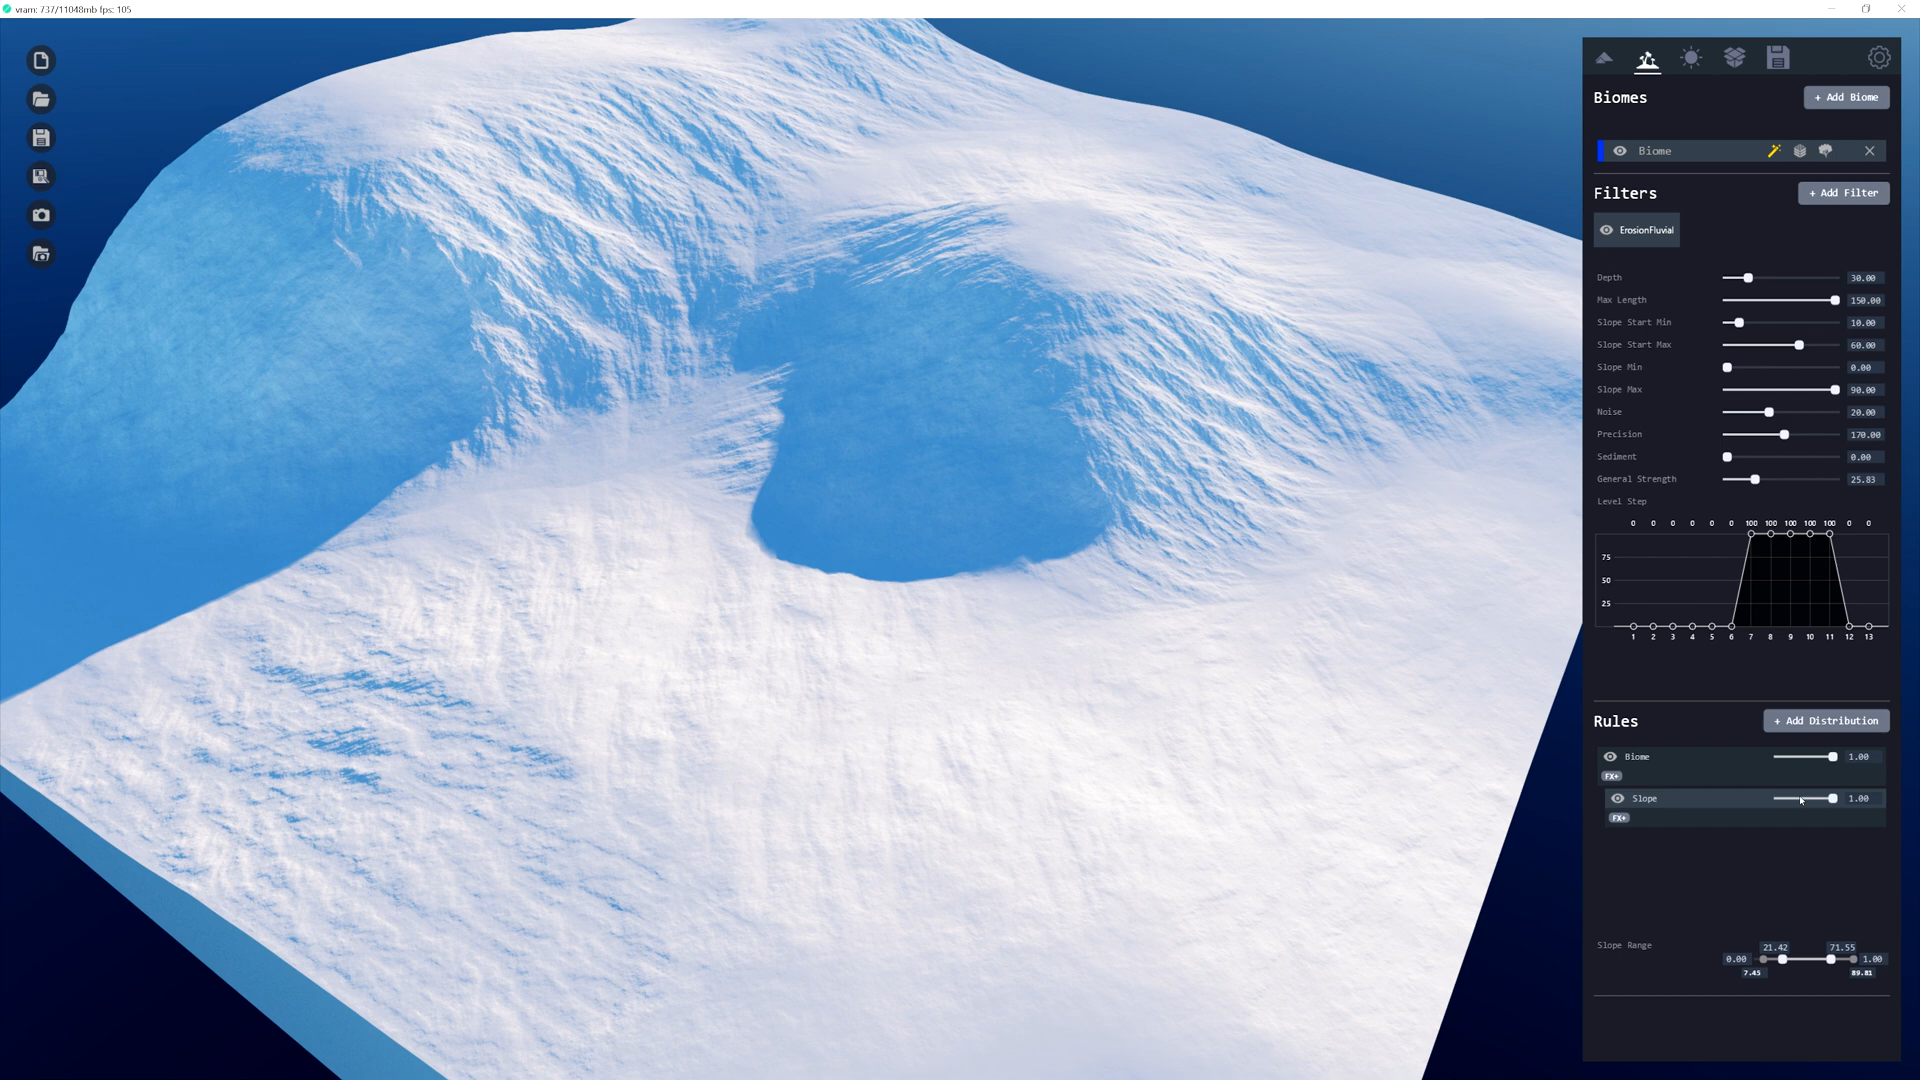 vram: 737/11048mb fps: 105
Biomes
+ Add Biome
Biome
Filters
+ Add Filter
ErosionFluvial
Depth 30.00
Max Length 150.00
Slope Start Min 10.00
Slope Start Max 60.00
Slope Min 0.00
Slope Max 90.00
Noise 20.00
Precision 170.00
Sediment 0.00
General Strength 25.83
Level Step
0 0 0 0 0 0 100 100 100 100 100 0 0
75
50
25
1 2 3 4 5 6 7 8 9 10 11 12 13
Rules
+ Add Distribution
Biome 1.00
FX+
Slope 1.00
FX+
Slope Range
21.42 71.55
0.00 1.00
7.45 89.81